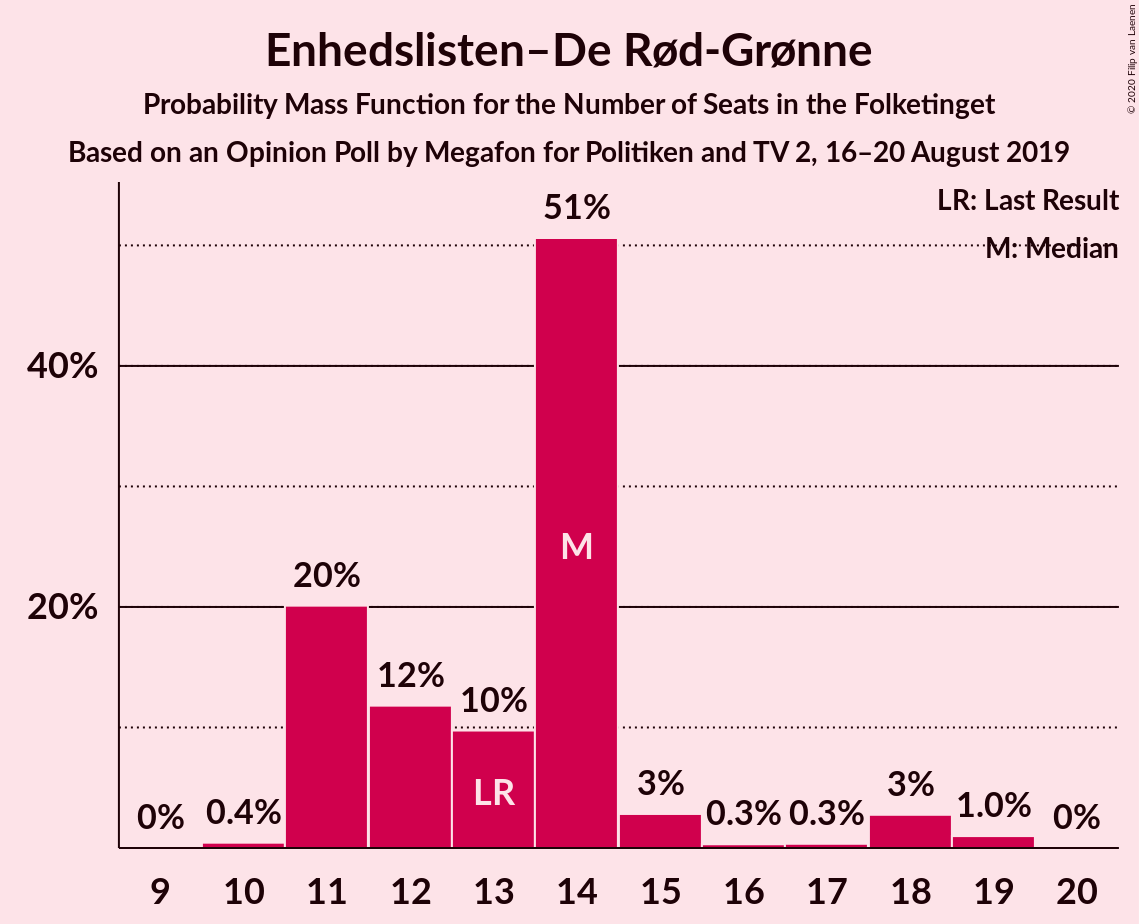 Enhedslisten–De Rød-Grønne
Probability Mass Function for the Number of Seats in the Folketinget
Based on an Opinion Poll by Megafon for Politiken and TV 2, 16–20 August 2019
© 2020 Filip van Laenen
LR: Last Result
M: Median
51%
40%
M
20%
20%
12%
10%
LR
0%
0.4%
3%
0.3%
0.3%
3%
1.0%
0%
9 10 11 12 13 14 15 16 17 18 19 20